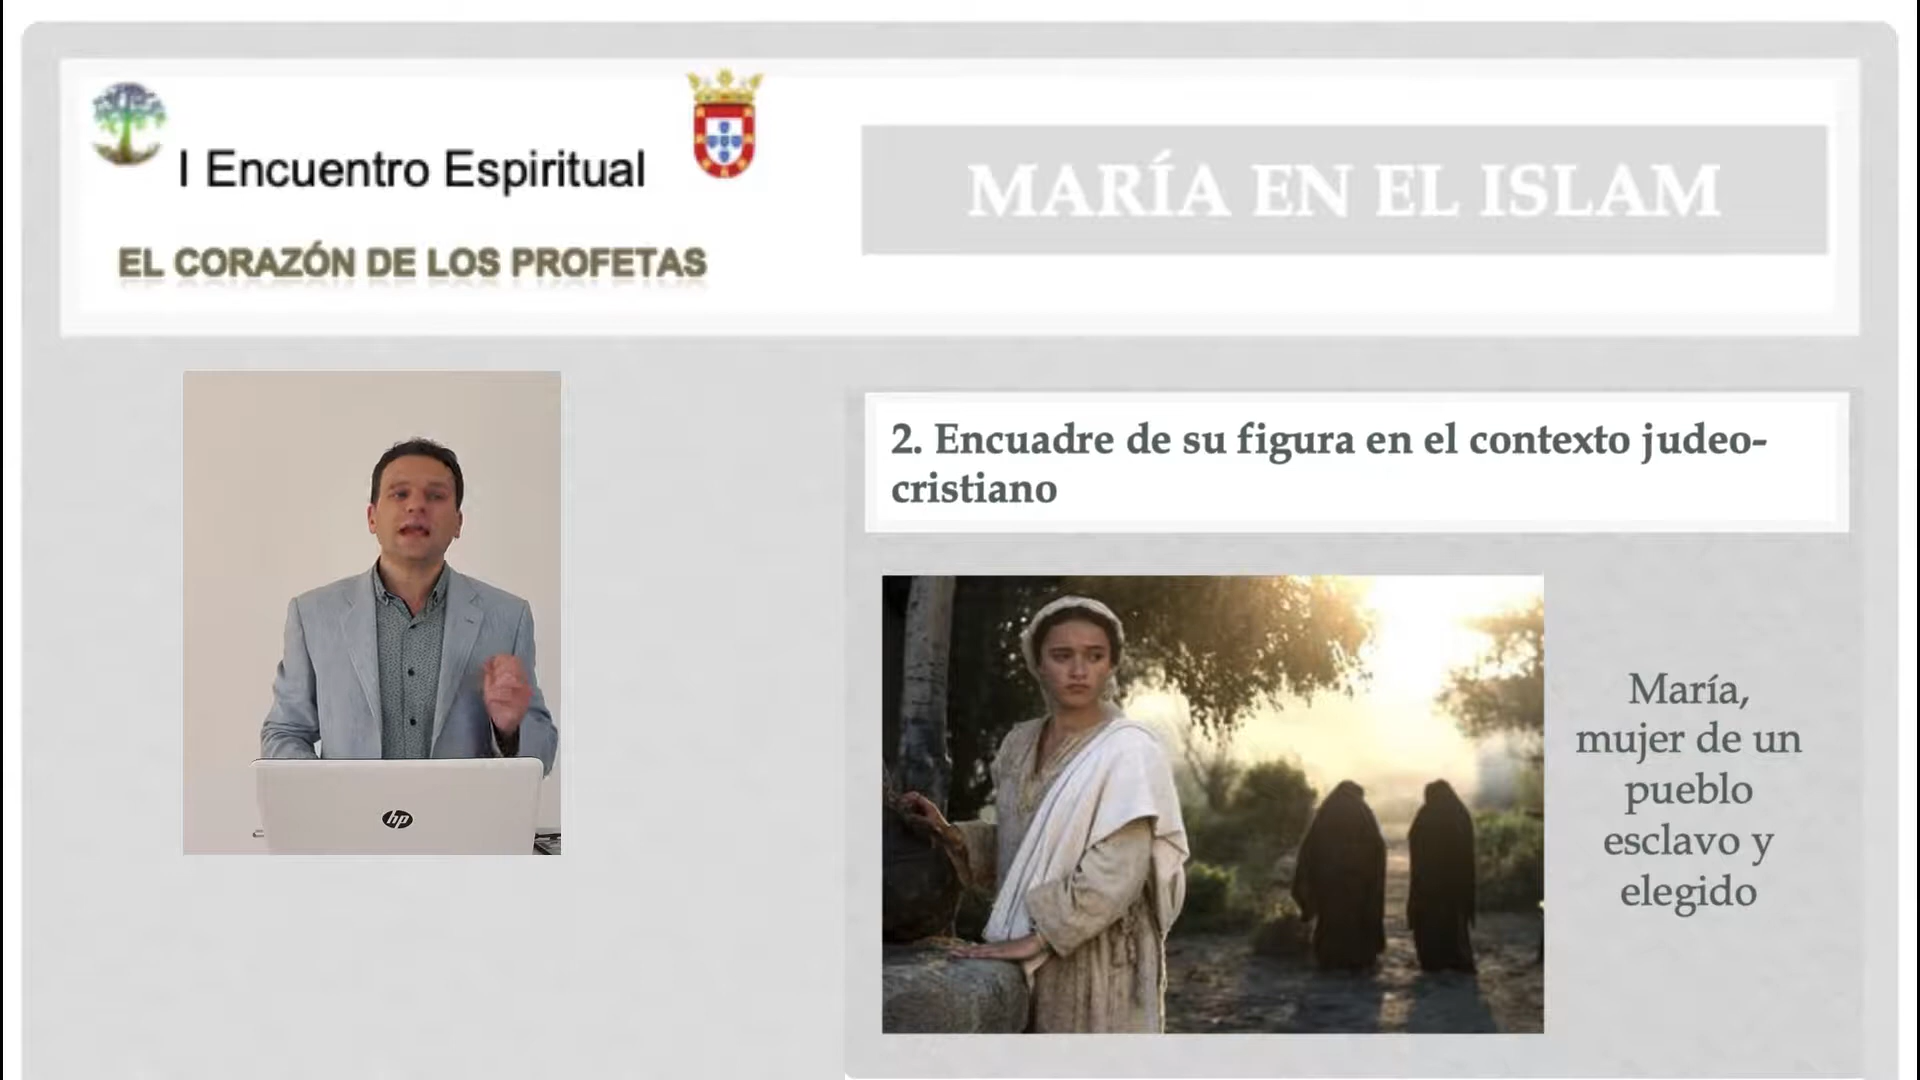 I Encuentro Espiritual
EL CORAZÓN DE LOS PROFETAS
MARÍA EN EL ISLAM
2. Encuadre de su figura en el contexto judeo-
cristiano
María,
mujer de un
pueblo
esclavo y
elegido
hp